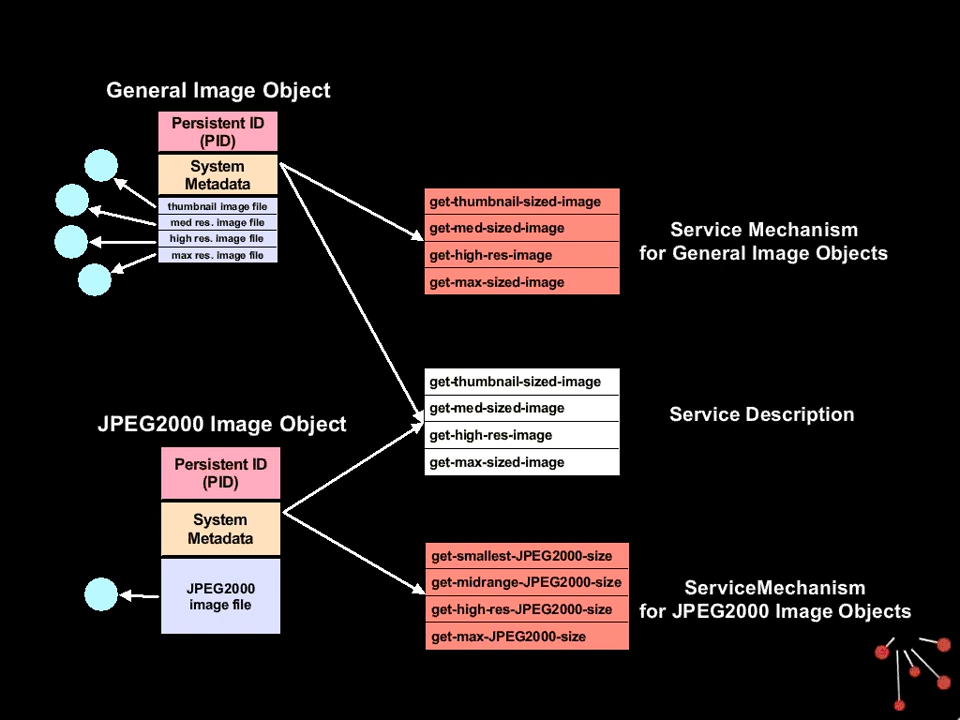 General Image Object
Persistent ID
(PID)
System
Metadata
thumbnail image file
med res. image file
high res. image file
max res. image file
get-thumbnail-sized-image
get-med-sized-image
get-high-res-image
get-max-sized-image
Service Mechanism
for General Image Objects
get-thumbnail-sized-image
get-med-sized-image
get-high-res-image
get-max-sized-image
Service Description
JPEG2000 Image Object
Persistent ID
(PID)
System
Metadata
JPEG2000
image file
get-smallest-JPEG2000-size
get-midrange-JPEG2000-size
get-high-res-JPEG2000-size
get-max-JPEG2000-size
ServiceMechanism
for JPEG2000 Image Objects